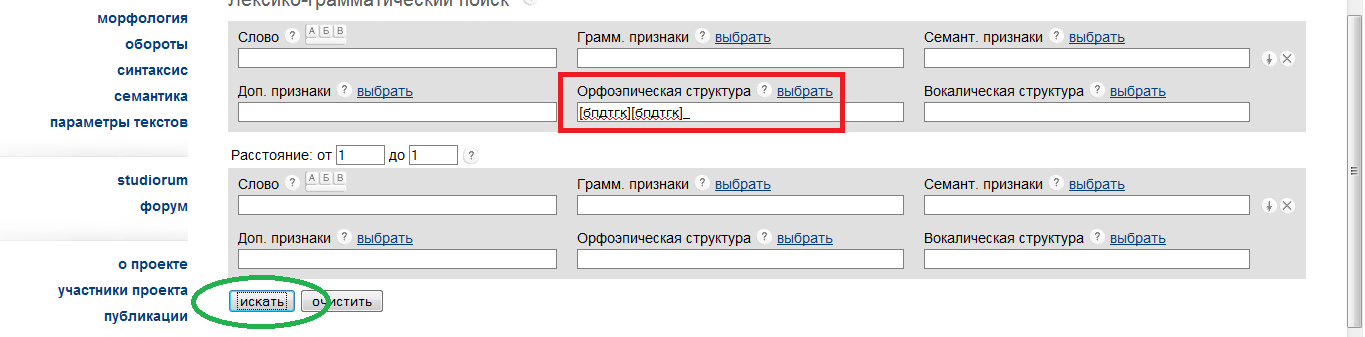 Лексико-грамматический поиск ?
морфология
обороты
синтаксис
семантика
параметры текстов
studiorum
форум
о проекте
участники проекта
публикации
Слово ? А Б В Грамм. признаки ? выбрать Семант. признаки ? выбрать
Доп. признаки ? выбрать Орфоэпическая структура ? выбрать Вокалическая структура ? выбрать
[бпдтгк][бпдтгк]_
Расстояние: от 1 до 1 ?
Слово ? А Б В Грамм. признаки ? выбрать Семант. признаки ? выбрать
Доп. признаки ? выбрать Орфоэпическая структура ? выбрать Вокалическая структура ? выбрать
искать очистить